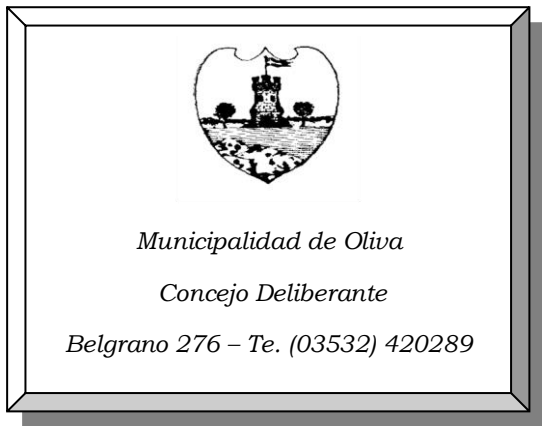 Municipalidad de Oliva
Concejo Deliberante
Belgrano 276 – Te. (03532) 420289